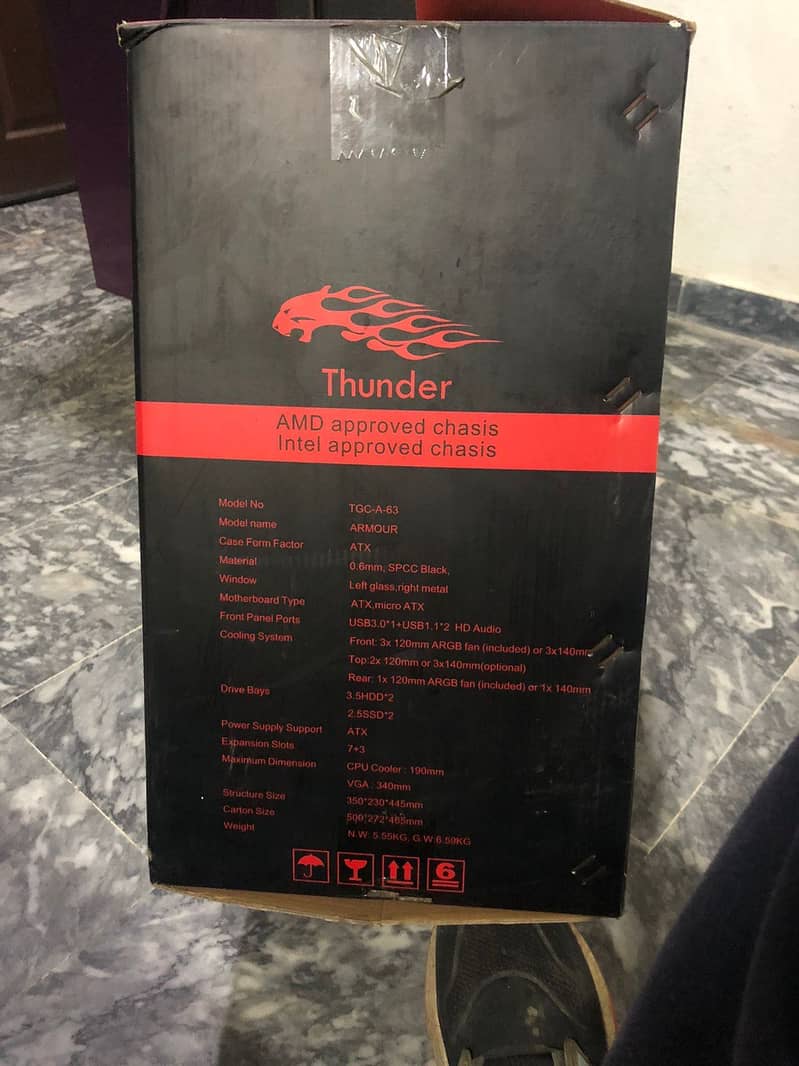 Thunder
AMD approved chasis
Intel approved chasis
Model No TGC-A-63
Model name ARMOUR
Case Form Factor ATX
Material 0.6mm, SPCC Black,
Window Left glass,right metal
Motherboard Type ATX,micro ATX
Front Panel Ports USB3.0*1+USB1.1*2 HD Audio
Cooling System Front: 3x 120mm ARGB fan (included) or 3x140mm
Top:2x 120mm or 3x140mm(optional)
Rear: 1x 120mm ARGB fan (included) or 1x 140mm
Drive Bays 3.5HDD*2
2.5SSD*2
Power Supply Support ATX
Expansion Slots 7+3
Maximum Dimension CPU Cooler : 190mm
VGA : 340mm
Structure Size 350*230*445mm
Carton Size 500*272*485mm
Weight N.W: 5.55KG, G.W:6.59KG
6